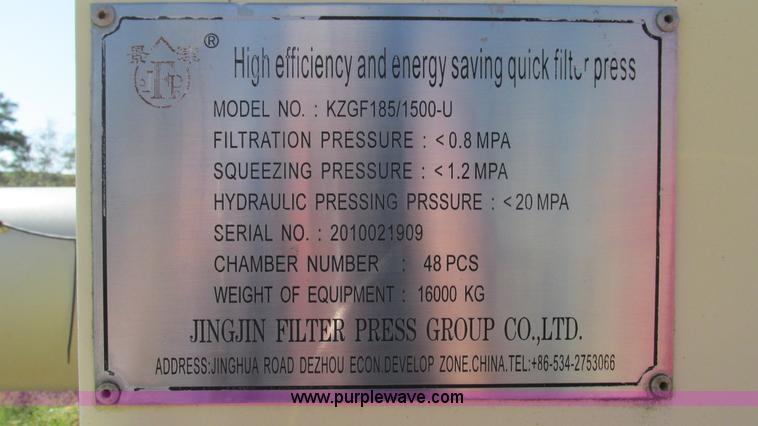 景津
JTP
®
High efficiency and energy saving quick filter press
MODEL NO. : KZGF185/1500-U
FILTRATION PRESSURE : <0.8 MPA
SQUEEZING PRESSURE : <1.2 MPA
HYDRAULIC PRESSING PRSSURE : <20 MPA
SERIAL NO. : 2010021909
CHAMBER NUMBER : 48 PCS
WEIGHT OF EQUIPMENT : 16000 KG
JINGJIN FILTER PRESS GROUP CO.,LTD.
ADDRESS:JINGHUA ROAD DEZHOU ECON.DEVELOP ZONE.CHINA.TEL:+86-534-2753066
www.purplewave.com